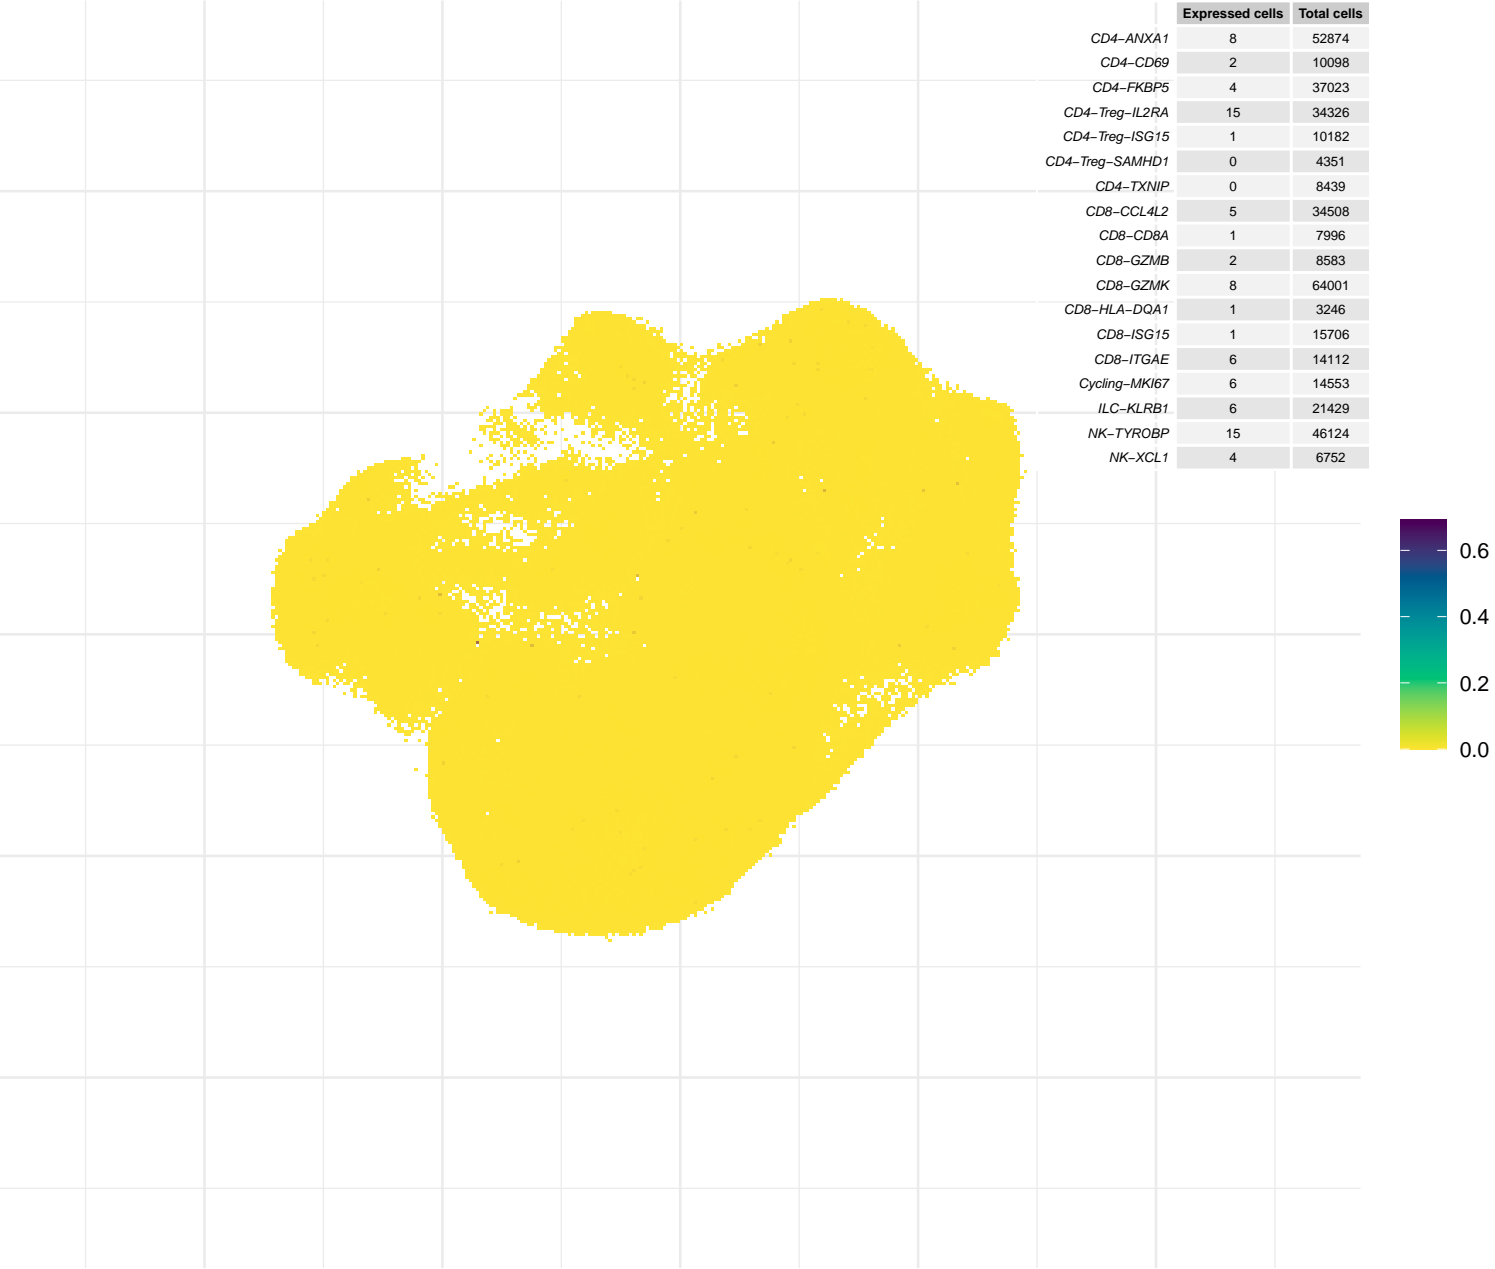 Expressed cells Total cells
CD4−ANXA1 8 52874
CD4−CD69 2 10098
CD4−FKBP5 4 37023
CD4−Treg−IL2RA 15 34326
CD4−Treg−ISG15 1 10182
CD4−Treg−SAMHD1 0 4351
CD4−TXNIP 0 8439
CD8−CCL4L2 5 34508
CD8−CD8A 1 7996
CD8−GZMB 2 8583
CD8−GZMK 8 64001
CD8−HLA−DQA1 1 3246
CD8−ISG15 1 15706
CD8−ITGAE 6 14112
Cycling−MKI67 6 14553
ILC−KLRB1 6 21429
NK−TYROBP 15 46124
NK−XCL1 4 6752
0.6
0.4
0.2
0.0